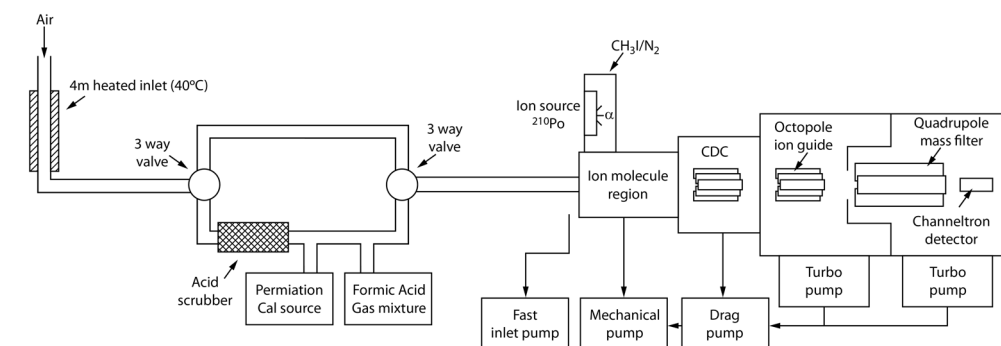 Air
4m heated inlet (40ºC)
3 way
valve
3 way
valve
Acid
scrubber
Permiation
Cal source
Formic Acid
Gas mixture
CH3I/N2
Ion source
210Po
α
Ion molecule
region
CDC
Octopole
ion guide
Quadrupole
mass filter
Channeltron
detector
Turbo
pump
Turbo
pump
Fast
inlet pump
Mechanical
pump
Drag
pump